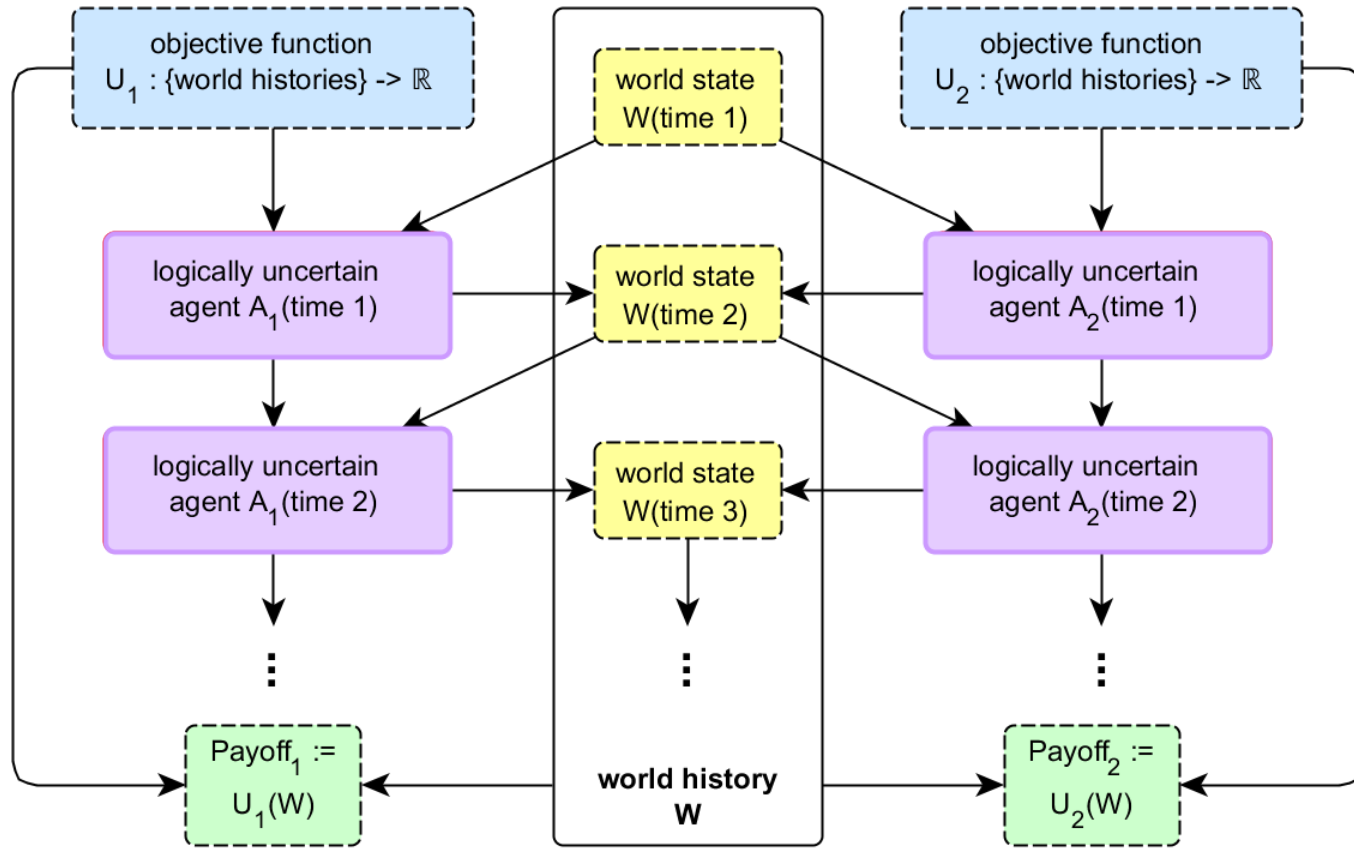 objective function
U₁ : {world histories} -> ℝ
world state
W(time 1)
objective function
U₂ : {world histories} -> ℝ
logically uncertain
agent A₁(time 1)
world state
W(time 2)
logically uncertain
agent A₂(time 1)
logically uncertain
agent A₁(time 2)
world state
W(time 3)
logically uncertain
agent A₂(time 2)
⋮
⋮
⋮
Payoff₁ :=
U₁(W)
world history
W
Payoff₂ :=
U₂(W)